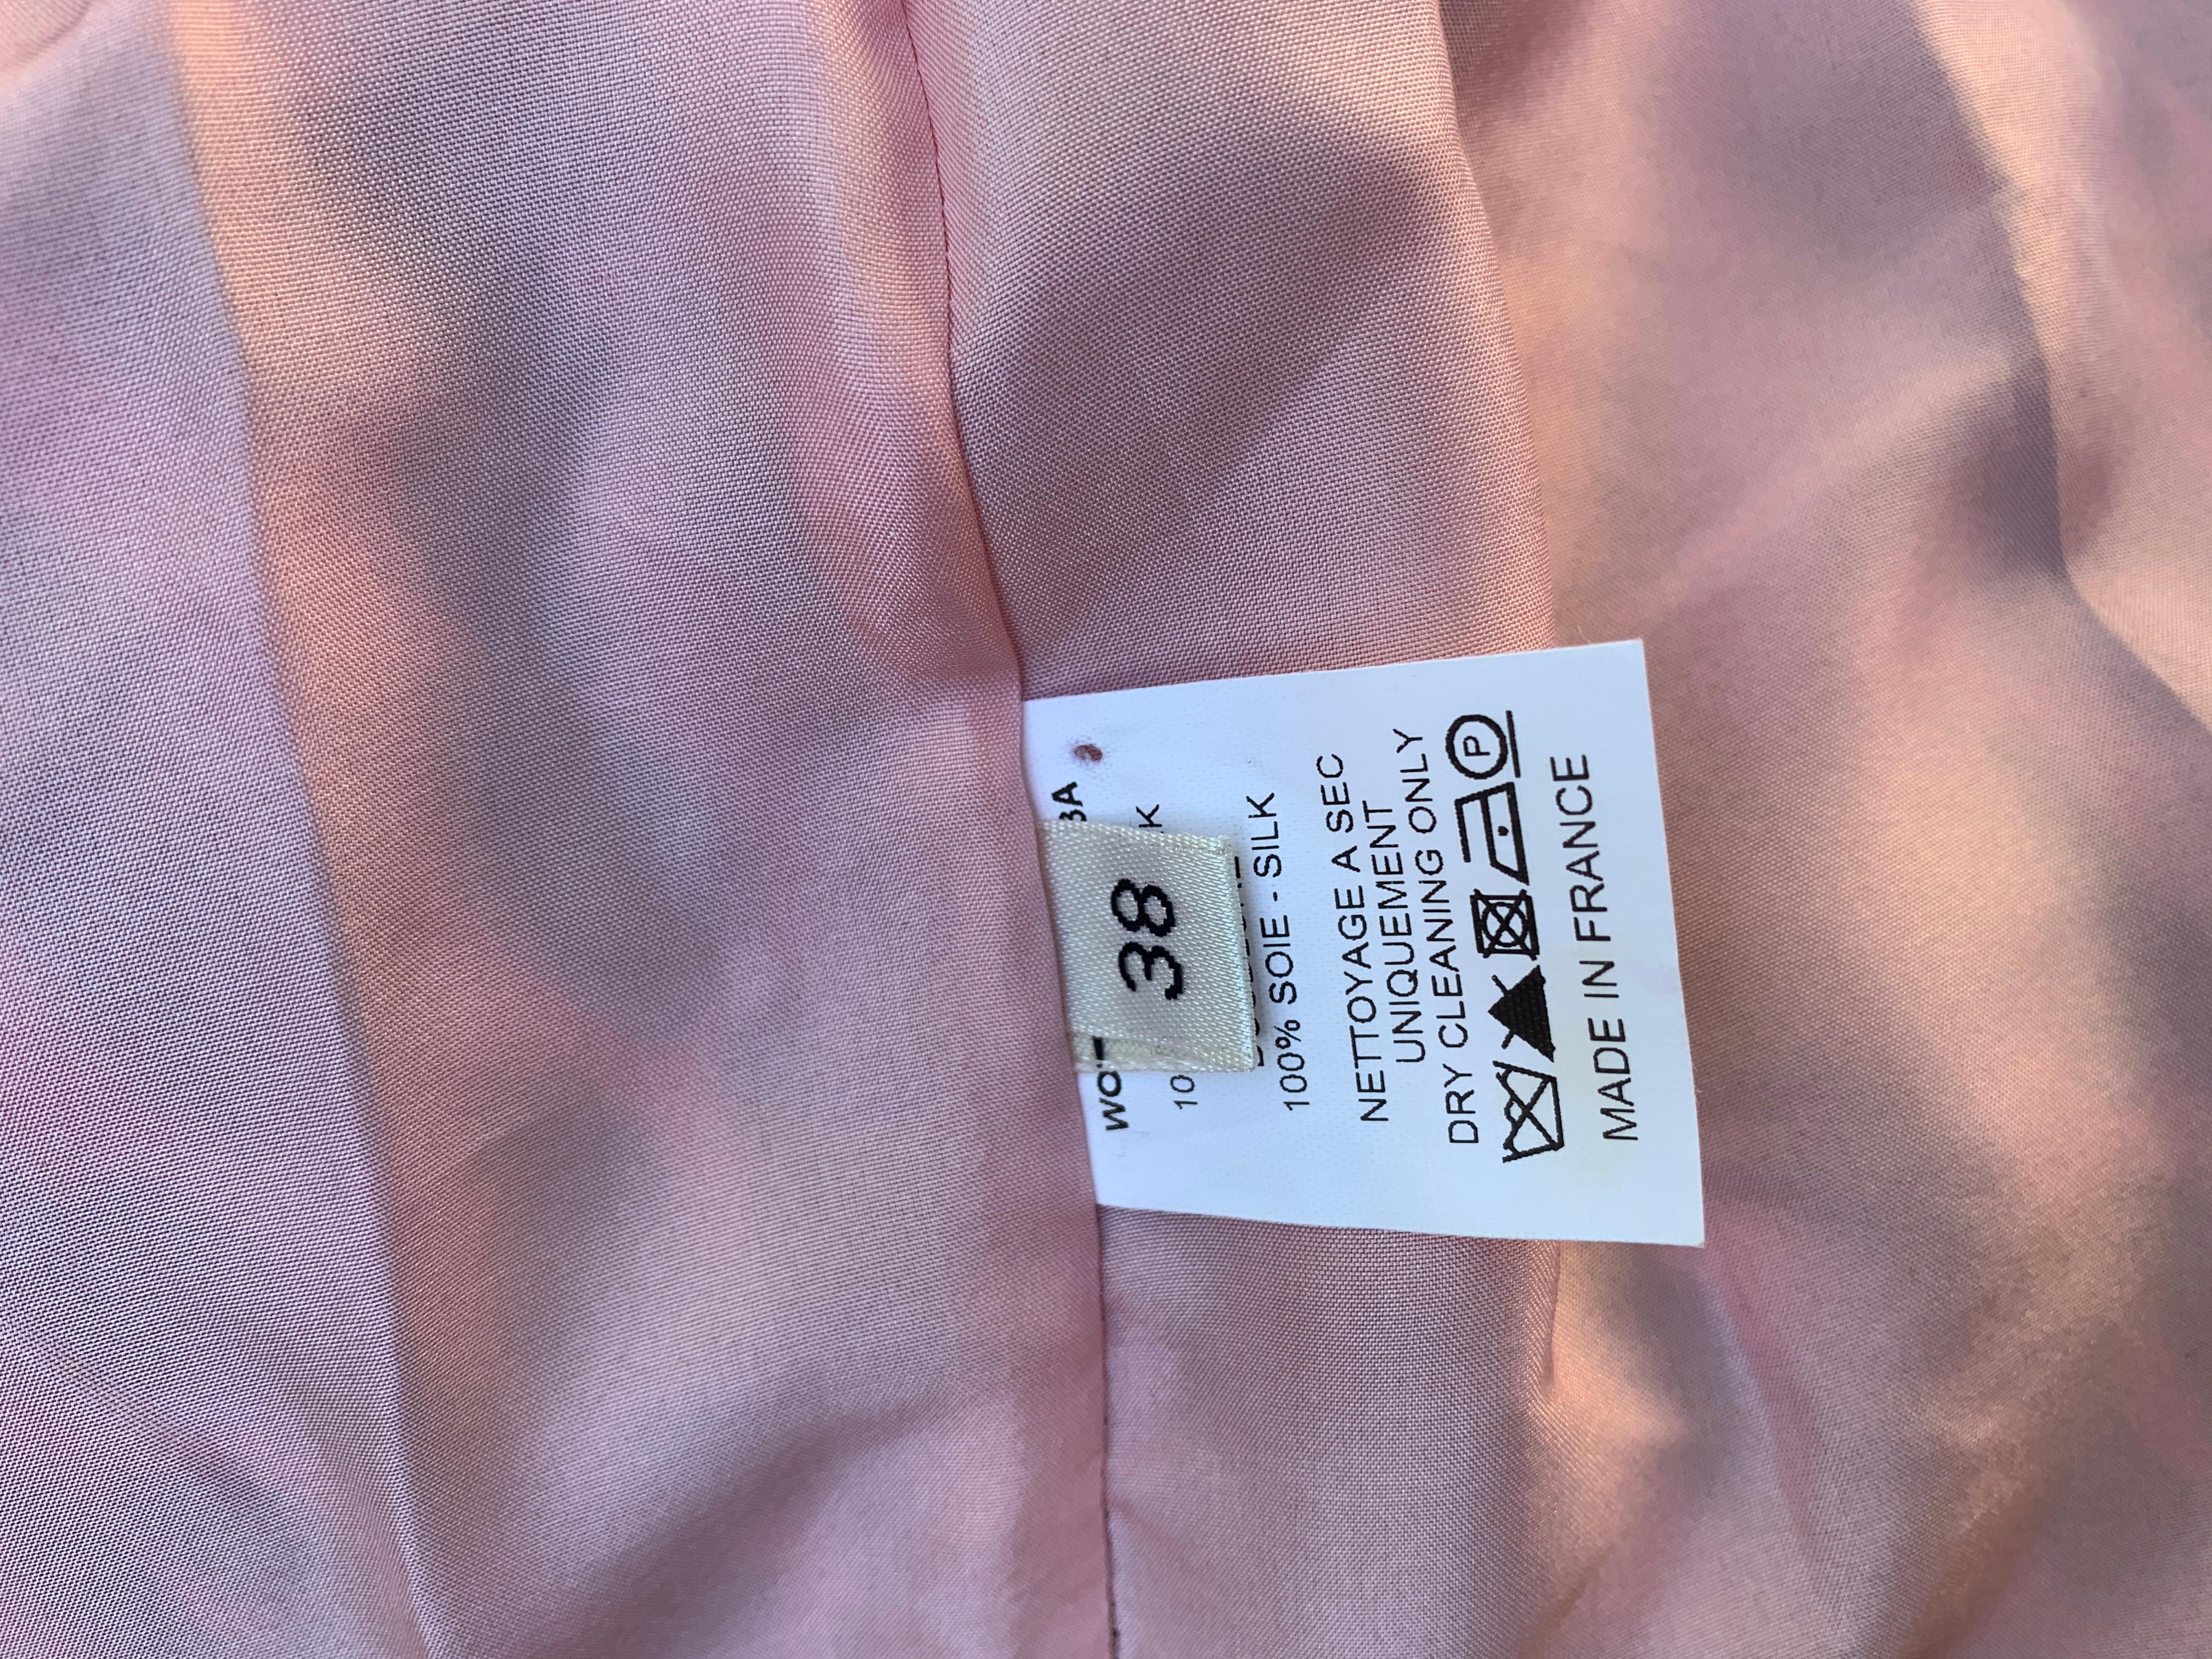 38
100% SOIE - SILK
NETTOYAGE A SEC
UNIQUEMENT
DRY CLEANING ONLY
P
MADE IN FRANCE